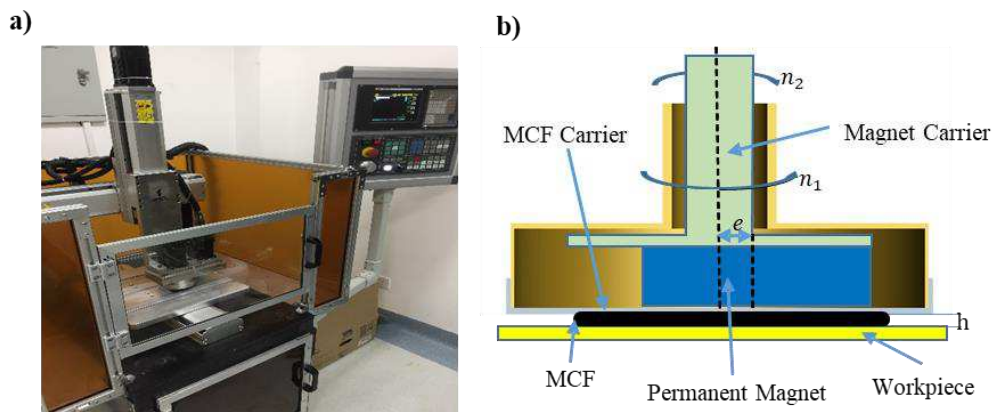 a)
b)
n₂
MCF Carrier
Magnet Carrier
n₁
e
h
MCF
Permanent Magnet
Workpiece